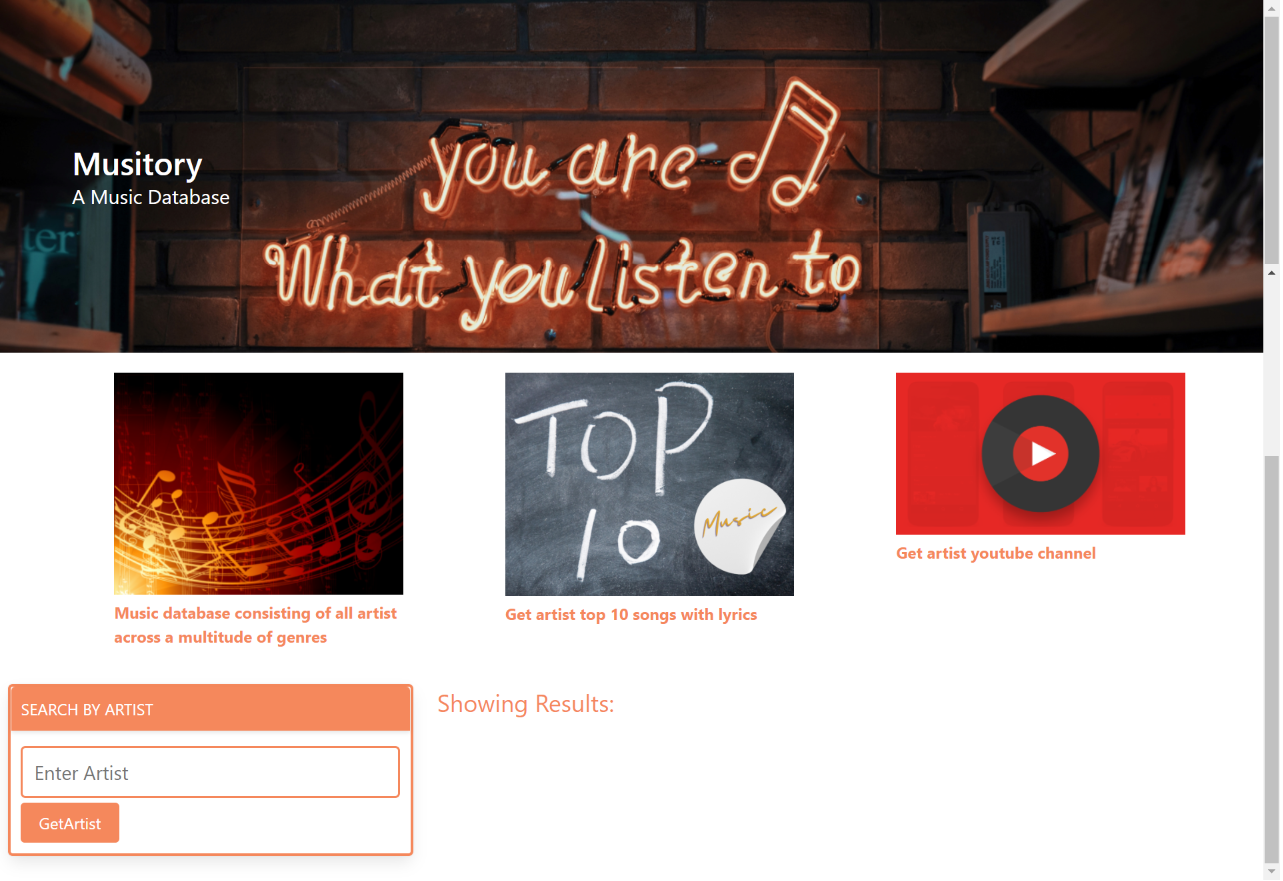 you are
Musitory
A Music Database
ter
What you listen to
TOP
10
Music
Get artist youtube channel
Music database consisting of all artist
across a multitude of genres
Get artist top 10 songs with lyrics
SEARCH BY ARTIST
Showing Results:
Enter Artist
GetArtist